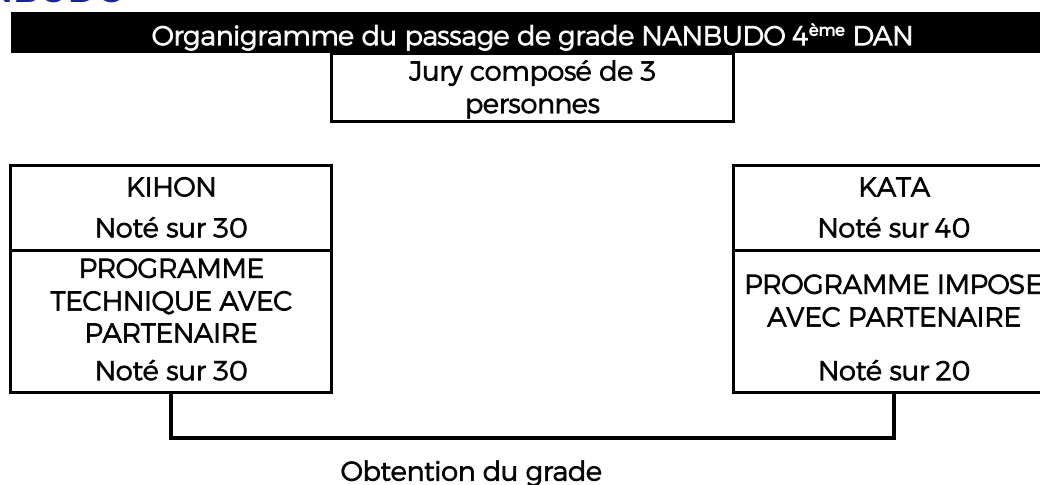 Organigramme du passage de grade NANBUDO 4ème DAN
Jury composé de 3
personnes
KIHON
Noté sur 30
PROGRAMME
TECHNIQUE AVEC
PARTENAIRE
Noté sur 30
KATA
Noté sur 40
PROGRAMME IMPOSE
AVEC PARTENAIRE
Noté sur 20
Obtention du grade